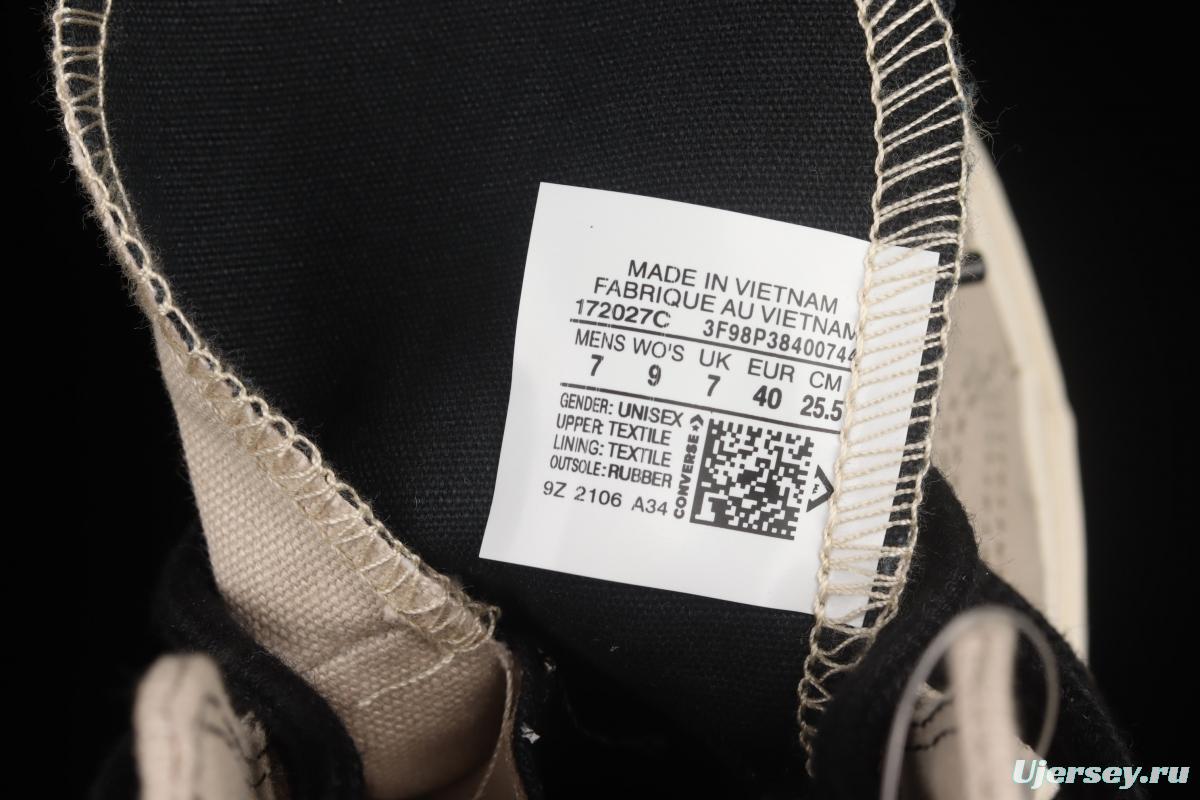 MADE IN VIETNAM
FABRIQUE AU VIETNAM
172027C 3F98P3840074
MENS WO'S UK EUR CM
7 9 7 40 25.5
GENDER: UNISEX
UPPER: TEXTILE
LINING: TEXTILE
OUTSOLE: RUBBER
CONVERSE
9Z 2106 A34
Ujersey.ru